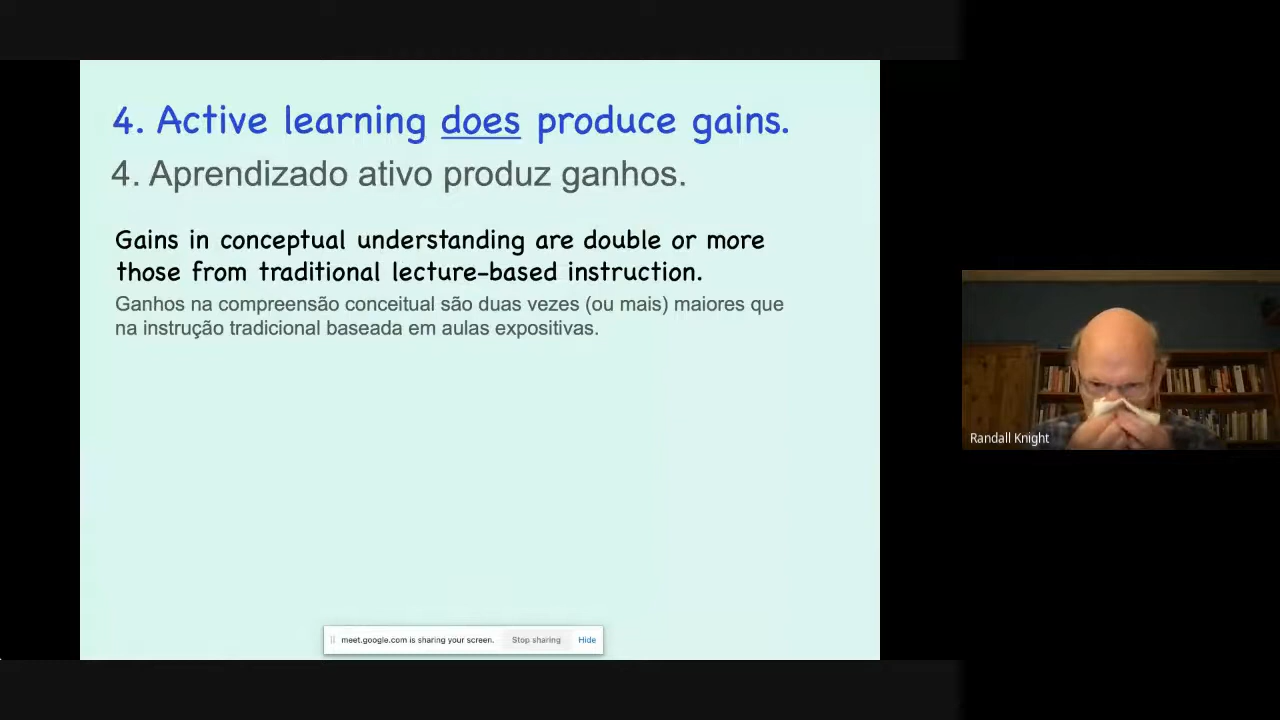 4. Active learning does produce gains.
4. Aprendizado ativo produz ganhos.
Gains in conceptual understanding are double or more
those from traditional lecture-based instruction.
Ganhos na compreensão conceitual são duas vezes (ou mais) maiores que
na instrução tradicional baseada em aulas expositivas.
Randall Knight
meet.google.com is sharing your screen. Stop sharing Hide